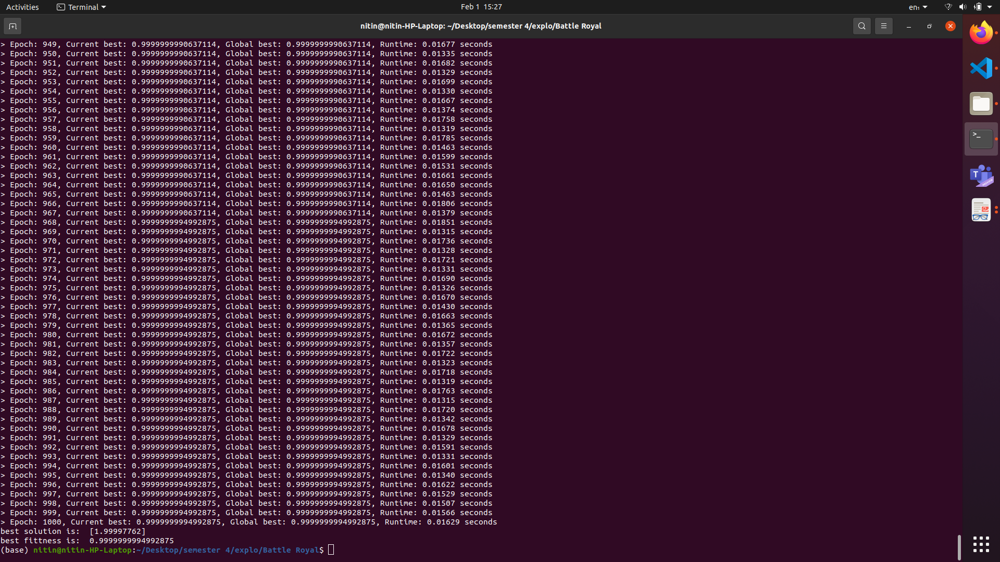 Activities Terminal Feb 1 15:27 en₁
nitin@nitin-HP-Laptop: ~/Desktop/semester 4/explo/Battle Royal
> Epoch: 949, Current best: 0.9999999990637114, Global best: 0.9999999990637114, Runtime: 0.01677 seconds
> Epoch: 950, Current best: 0.9999999990637114, Global best: 0.9999999990637114, Runtime: 0.01335 seconds
> Epoch: 951, Current best: 0.9999999990637114, Global best: 0.9999999990637114, Runtime: 0.01682 seconds
> Epoch: 952, Current best: 0.9999999990637114, Global best: 0.9999999990637114, Runtime: 0.01329 seconds
> Epoch: 953, Current best: 0.9999999990637114, Global best: 0.9999999990637114, Runtime: 0.01699 seconds
> Epoch: 954, Current best: 0.9999999990637114, Global best: 0.9999999990637114, Runtime: 0.01330 seconds
> Epoch: 955, Current best: 0.9999999990637114, Global best: 0.9999999990637114, Runtime: 0.01667 seconds
> Epoch: 956, Current best: 0.9999999990637114, Global best: 0.9999999990637114, Runtime: 0.01374 seconds
> Epoch: 957, Current best: 0.9999999990637114, Global best: 0.9999999990637114, Runtime: 0.01758 seconds
> Epoch: 958, Current best: 0.9999999990637114, Global best: 0.9999999990637114, Runtime: 0.01319 seconds
> Epoch: 959, Current best: 0.9999999990637114, Global best: 0.9999999990637114, Runtime: 0.01785 seconds
> Epoch: 960, Current best: 0.9999999990637114, Global best: 0.9999999990637114, Runtime: 0.01463 seconds
> Epoch: 961, Current best: 0.9999999990637114, Global best: 0.9999999990637114, Runtime: 0.01599 seconds
> Epoch: 962, Current best: 0.9999999990637114, Global best: 0.9999999990637114, Runtime: 0.01531 seconds
> Epoch: 963, Current best: 0.9999999990637114, Global best: 0.9999999990637114, Runtime: 0.01661 seconds
> Epoch: 964, Current best: 0.9999999990637114, Global best: 0.9999999990637114, Runtime: 0.01650 seconds
> Epoch: 965, Current best: 0.9999999990637114, Global best: 0.9999999990637114, Runtime: 0.01463 seconds
> Epoch: 966, Current best: 0.9999999990637114, Global best: 0.9999999990637114, Runtime: 0.01806 seconds
> Epoch: 967, Current best: 0.9999999990637114, Global best: 0.9999999990637114, Runtime: 0.01379 seconds
> Epoch: 968, Current best: 0.9999999994992875, Global best: 0.9999999994992875, Runtime: 0.01851 seconds
> Epoch: 969, Current best: 0.9999999994992875, Global best: 0.9999999994992875, Runtime: 0.01315 seconds
> Epoch: 970, Current best: 0.9999999994992875, Global best: 0.9999999994992875, Runtime: 0.01736 seconds
> Epoch: 971, Current best: 0.9999999994992875, Global best: 0.9999999994992875, Runtime: 0.01328 seconds
> Epoch: 972, Current best: 0.9999999994992875, Global best: 0.9999999994992875, Runtime: 0.01721 seconds
> Epoch: 973, Current best: 0.9999999994992875, Global best: 0.9999999994992875, Runtime: 0.01331 seconds
> Epoch: 974, Current best: 0.9999999994992875, Global best: 0.9999999994992875, Runtime: 0.01690 seconds
> Epoch: 975, Current best: 0.9999999994992875, Global best: 0.9999999994992875, Runtime: 0.01326 seconds
> Epoch: 976, Current best: 0.9999999994992875, Global best: 0.9999999994992875, Runtime: 0.01670 seconds
> Epoch: 977, Current best: 0.9999999994992875, Global best: 0.9999999994992875, Runtime: 0.01430 seconds
> Epoch: 978, Current best: 0.9999999994992875, Global best: 0.9999999994992875, Runtime: 0.01663 seconds
> Epoch: 979, Current best: 0.9999999994992875, Global best: 0.9999999994992875, Runtime: 0.01365 seconds
> Epoch: 980, Current best: 0.9999999994992875, Global best: 0.9999999994992875, Runtime: 0.01672 seconds
> Epoch: 981, Current best: 0.9999999994992875, Global best: 0.9999999994992875, Runtime: 0.01357 seconds
> Epoch: 982, Current best: 0.9999999994992875, Global best: 0.9999999994992875, Runtime: 0.01722 seconds
> Epoch: 983, Current best: 0.9999999994992875, Global best: 0.9999999994992875, Runtime: 0.01323 seconds
> Epoch: 984, Current best: 0.9999999994992875, Global best: 0.9999999994992875, Runtime: 0.01718 seconds
> Epoch: 985, Current best: 0.9999999994992875, Global best: 0.9999999994992875, Runtime: 0.01319 seconds
> Epoch: 986, Current best: 0.9999999994992875, Global best: 0.9999999994992875, Runtime: 0.01763 seconds
> Epoch: 987, Current best: 0.9999999994992875, Global best: 0.9999999994992875, Runtime: 0.01315 seconds
> Epoch: 988, Current best: 0.9999999994992875, Global best: 0.9999999994992875, Runtime: 0.01720 seconds
> Epoch: 989, Current best: 0.9999999994992875, Global best: 0.9999999994992875, Runtime: 0.01342 seconds
> Epoch: 990, Current best: 0.9999999994992875, Global best: 0.9999999994992875, Runtime: 0.01678 seconds
> Epoch: 991, Current best: 0.9999999994992875, Global best: 0.9999999994992875, Runtime: 0.01329 seconds
> Epoch: 992, Current best: 0.9999999994992875, Global best: 0.9999999994992875, Runtime: 0.01591 seconds
> Epoch: 993, Current best: 0.9999999994992875, Global best: 0.9999999994992875, Runtime: 0.01331 seconds
> Epoch: 994, Current best: 0.9999999994992875, Global best: 0.9999999994992875, Runtime: 0.01601 seconds
> Epoch: 995, Current best: 0.9999999994992875, Global best: 0.9999999994992875, Runtime: 0.01340 seconds
> Epoch: 996, Current best: 0.9999999994992875, Global best: 0.9999999994992875, Runtime: 0.01622 seconds
> Epoch: 997, Current best: 0.9999999994992875, Global best: 0.9999999994992875, Runtime: 0.01529 seconds
> Epoch: 998, Current best: 0.9999999994992875, Global best: 0.9999999994992875, Runtime: 0.01507 seconds
> Epoch: 999, Current best: 0.9999999994992875, Global best: 0.9999999994992875, Runtime: 0.01566 seconds
> Epoch: 1000, Current best: 0.9999999994992875, Global best: 0.9999999994992875, Runtime: 0.01629 seconds
best solution is:  [1.99997762]
best fittness is:  0.9999999994992875
(base) nitin@nitin-HP-Laptop:~/Desktop/semester 4/explo/Battle Royal$